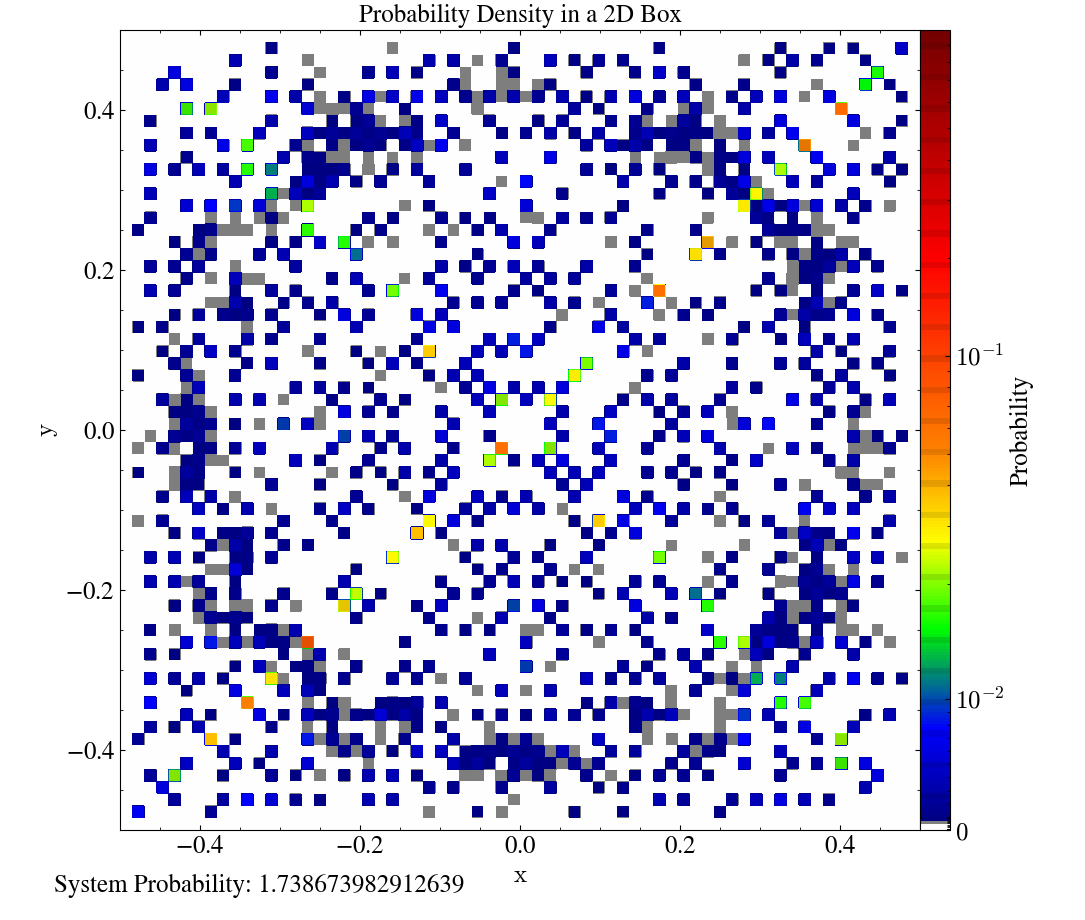 Probability Density in a 2D Box
y
0.4
0.2
0.0
−0.2
−0.4
−0.4 −0.2 0.0 0.2 0.4
x
10−1
10−2
0
Probability
System Probability: 1.738673982912639